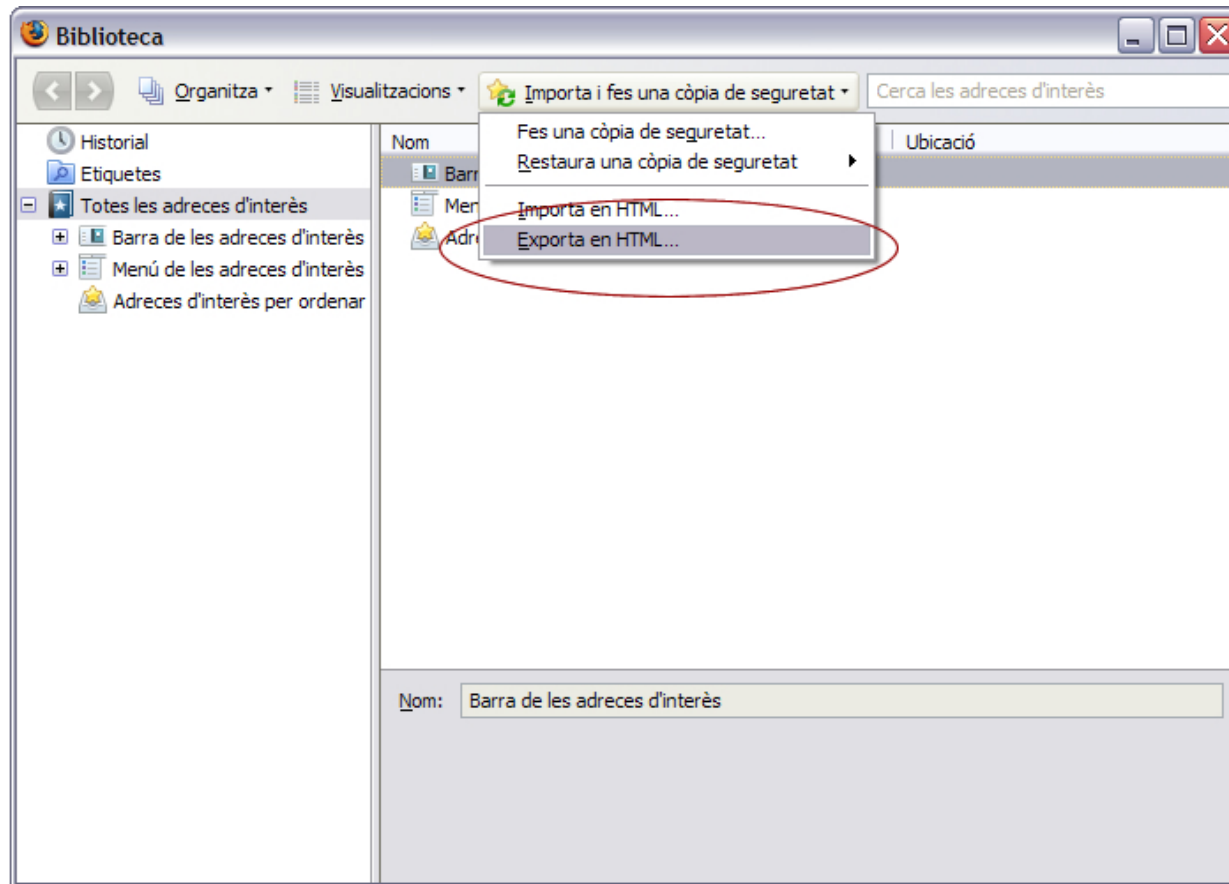 Biblioteca
Organitza
Visualitzacions
Importa i fes una còpia de seguretat
Cerca les adreces d'interès
Historial
Etiquetes
Totes les adreces d'interès
Barra de les adreces d'interès
Menú de les adreces d'interès
Adreces d'interès per ordenar
Nom
Ubicació
Fes una còpia de seguretat...
Restaura una còpia de seguretat
Importa en HTML...
Exporta en HTML...
Nom: Barra de les adreces d'interès